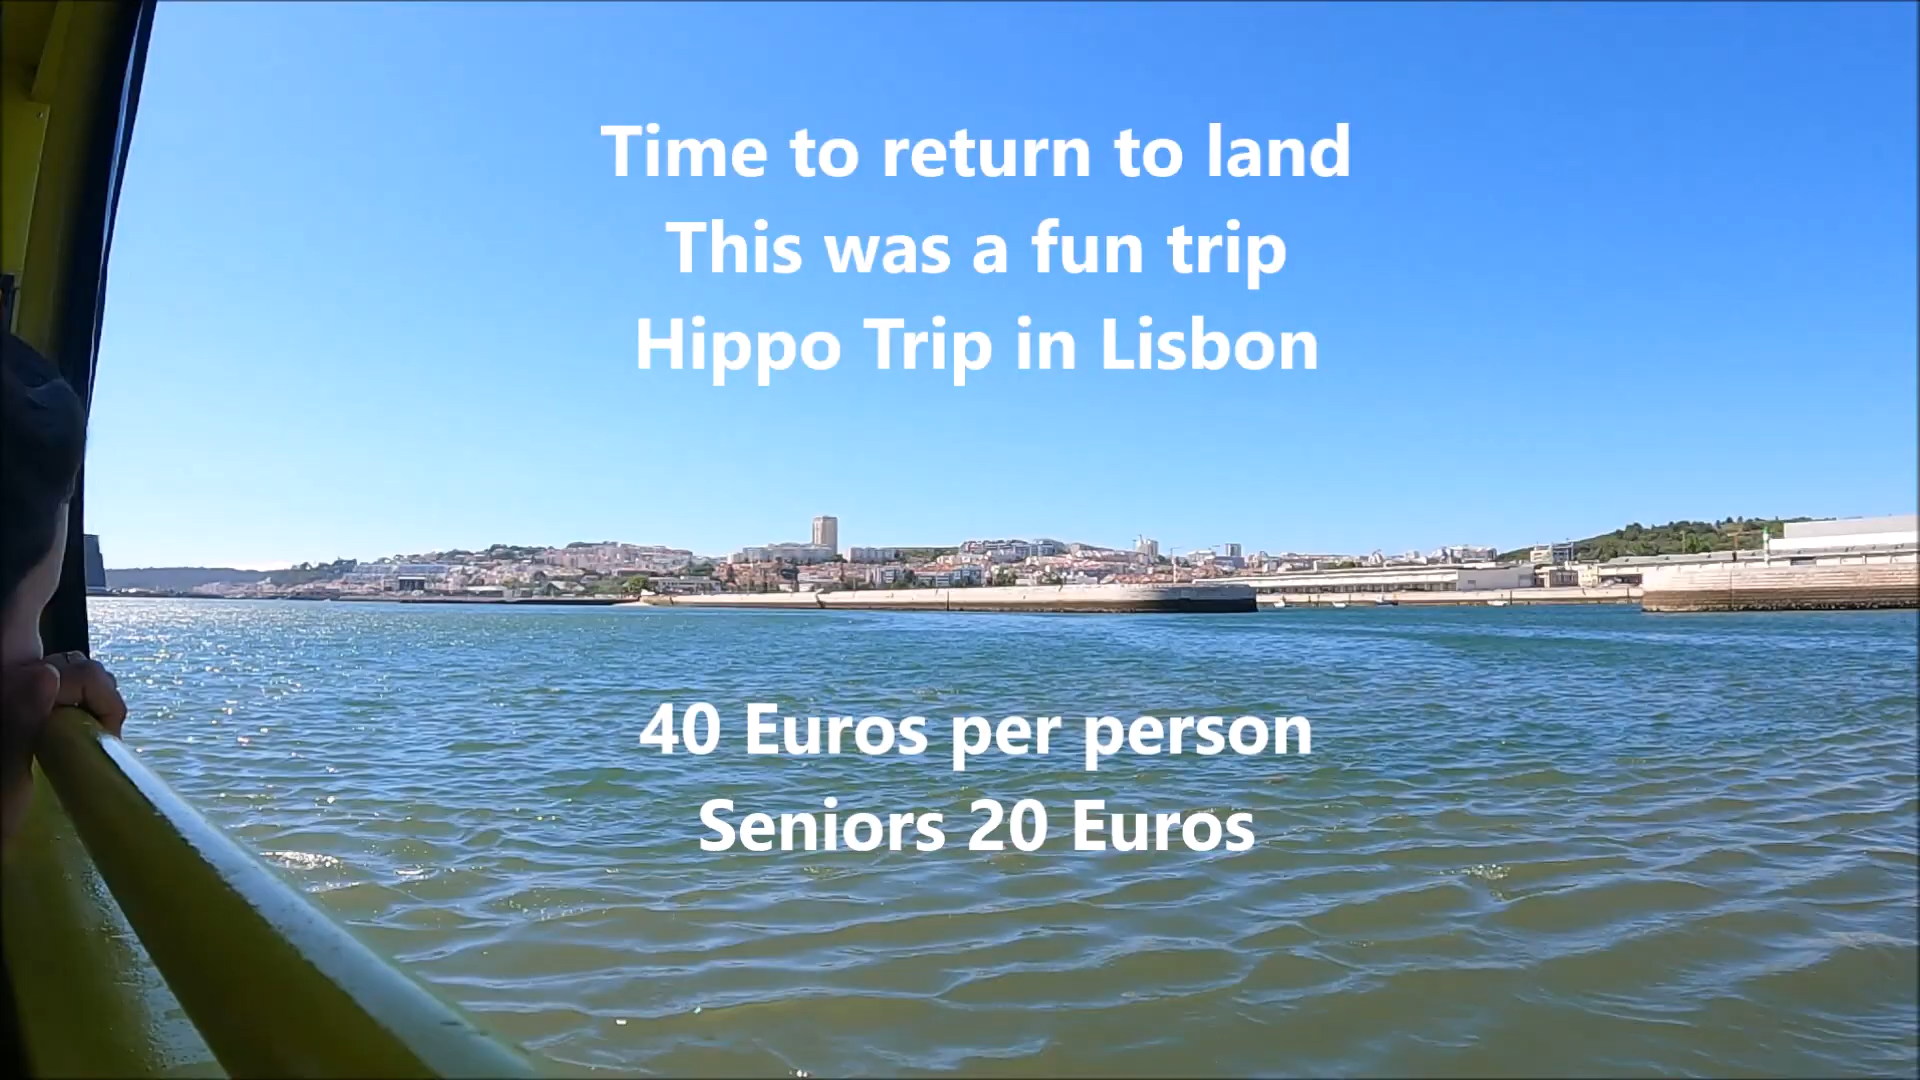 Time to return to land
This was a fun trip
Hippo Trip in Lisbon
40 Euros per person
Seniors 20 Euros